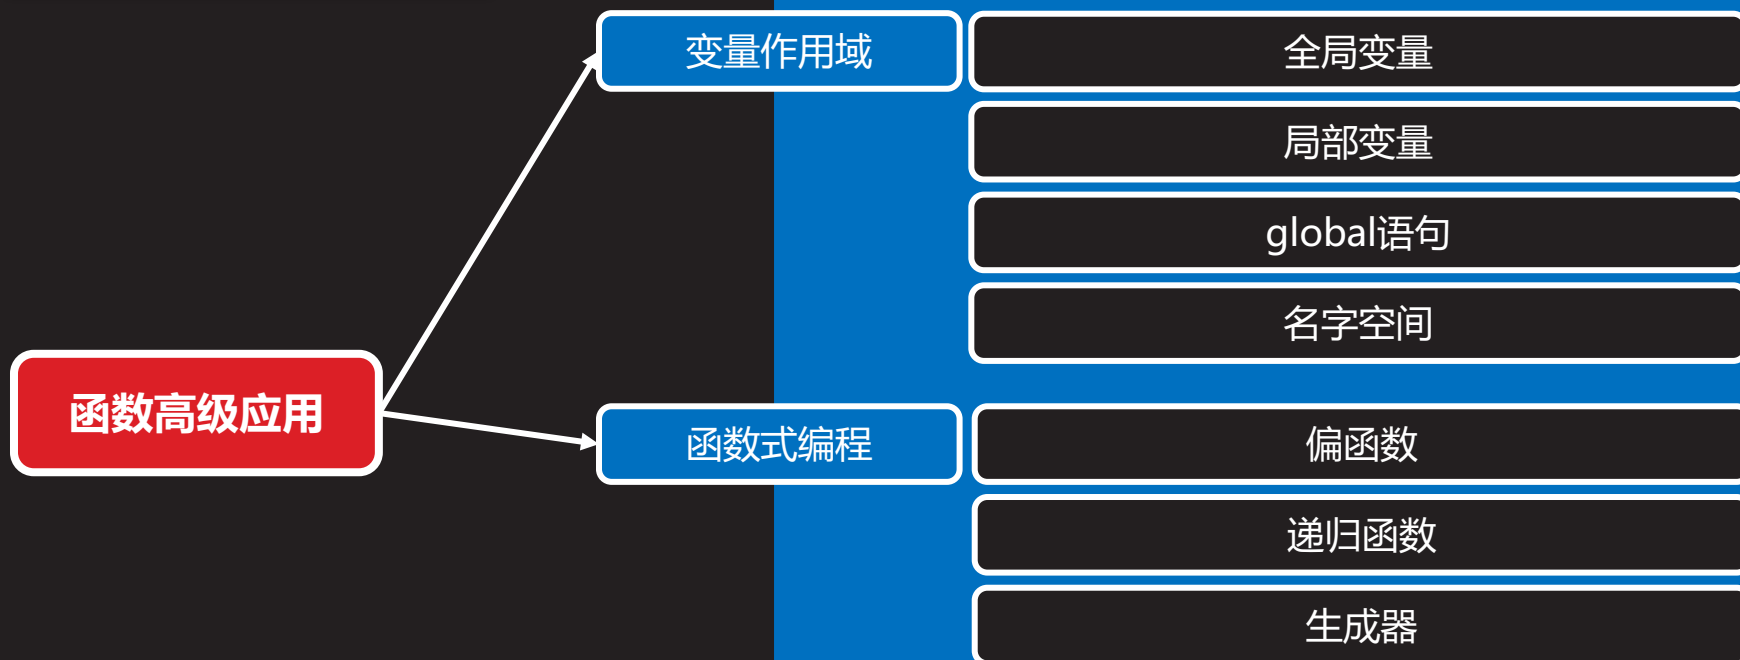 变量作用域
全局变量
局部变量
global语句
名字空间
函数高级应用
函数式编程
偏函数
递归函数
生成器